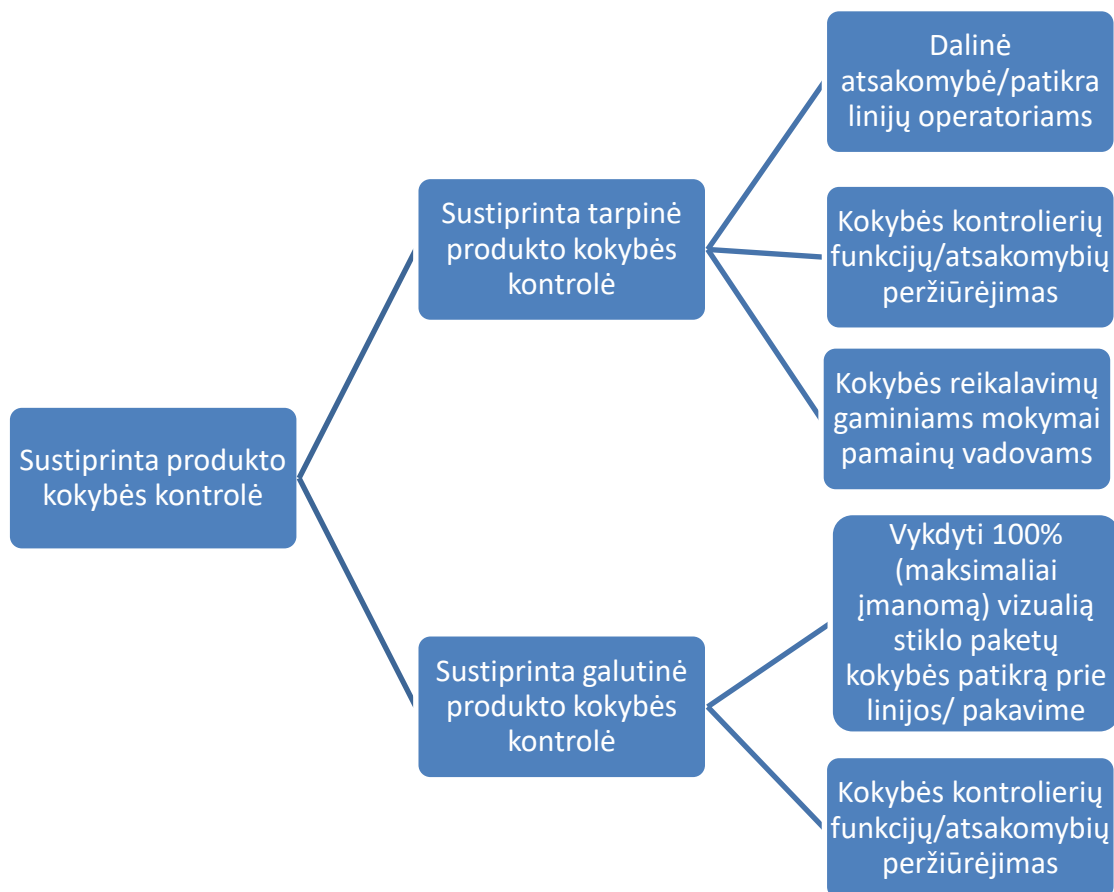 Sustiprinta produkto
kokybės kontrolė
Sustiprinta tarpinė
produkto kokybės
kontrolė
Dalinė
atsakomybė/patikra
linijų operatoriams
Kokybės kontrolierių
funkcijų/atsakomybių
peržiūrėjimas
Kokybės reikalavimų
gaminiams mokymai
pamainų vadovams
Sustiprinta galutinė
produkto kokybės
kontrolė
Vykdyti 100%
(maksimaliai
įmanomą) vizualią
stiklo paketų
kokybės patikrą prie
linijos/ pakavime
Kokybės kontrolierių
funkcijų/atsakomybių
peržiūrėjimas